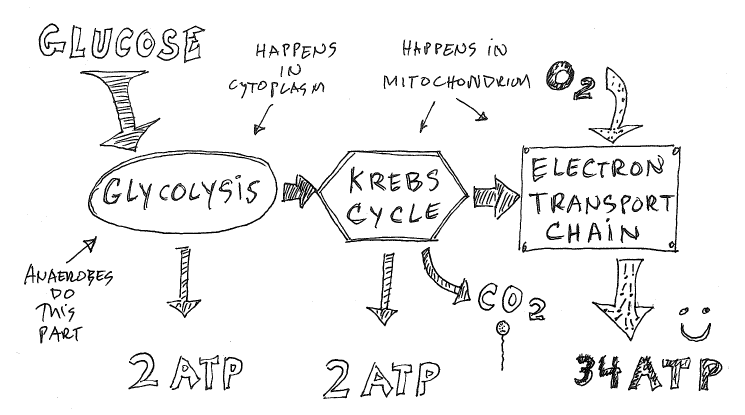 GLUCOSE
HAPPENS
IN
CYTOPLASM
HAPPENS IN
MITOCHONDRIUM
O2
GLYCOLYSIS
KREBS
CYCLE
ELECTRON
TRANSPORT
CHAIN
ANAEROBES
DO
THIS
PART
CO2
2 ATP
2 ATP
34 ATP